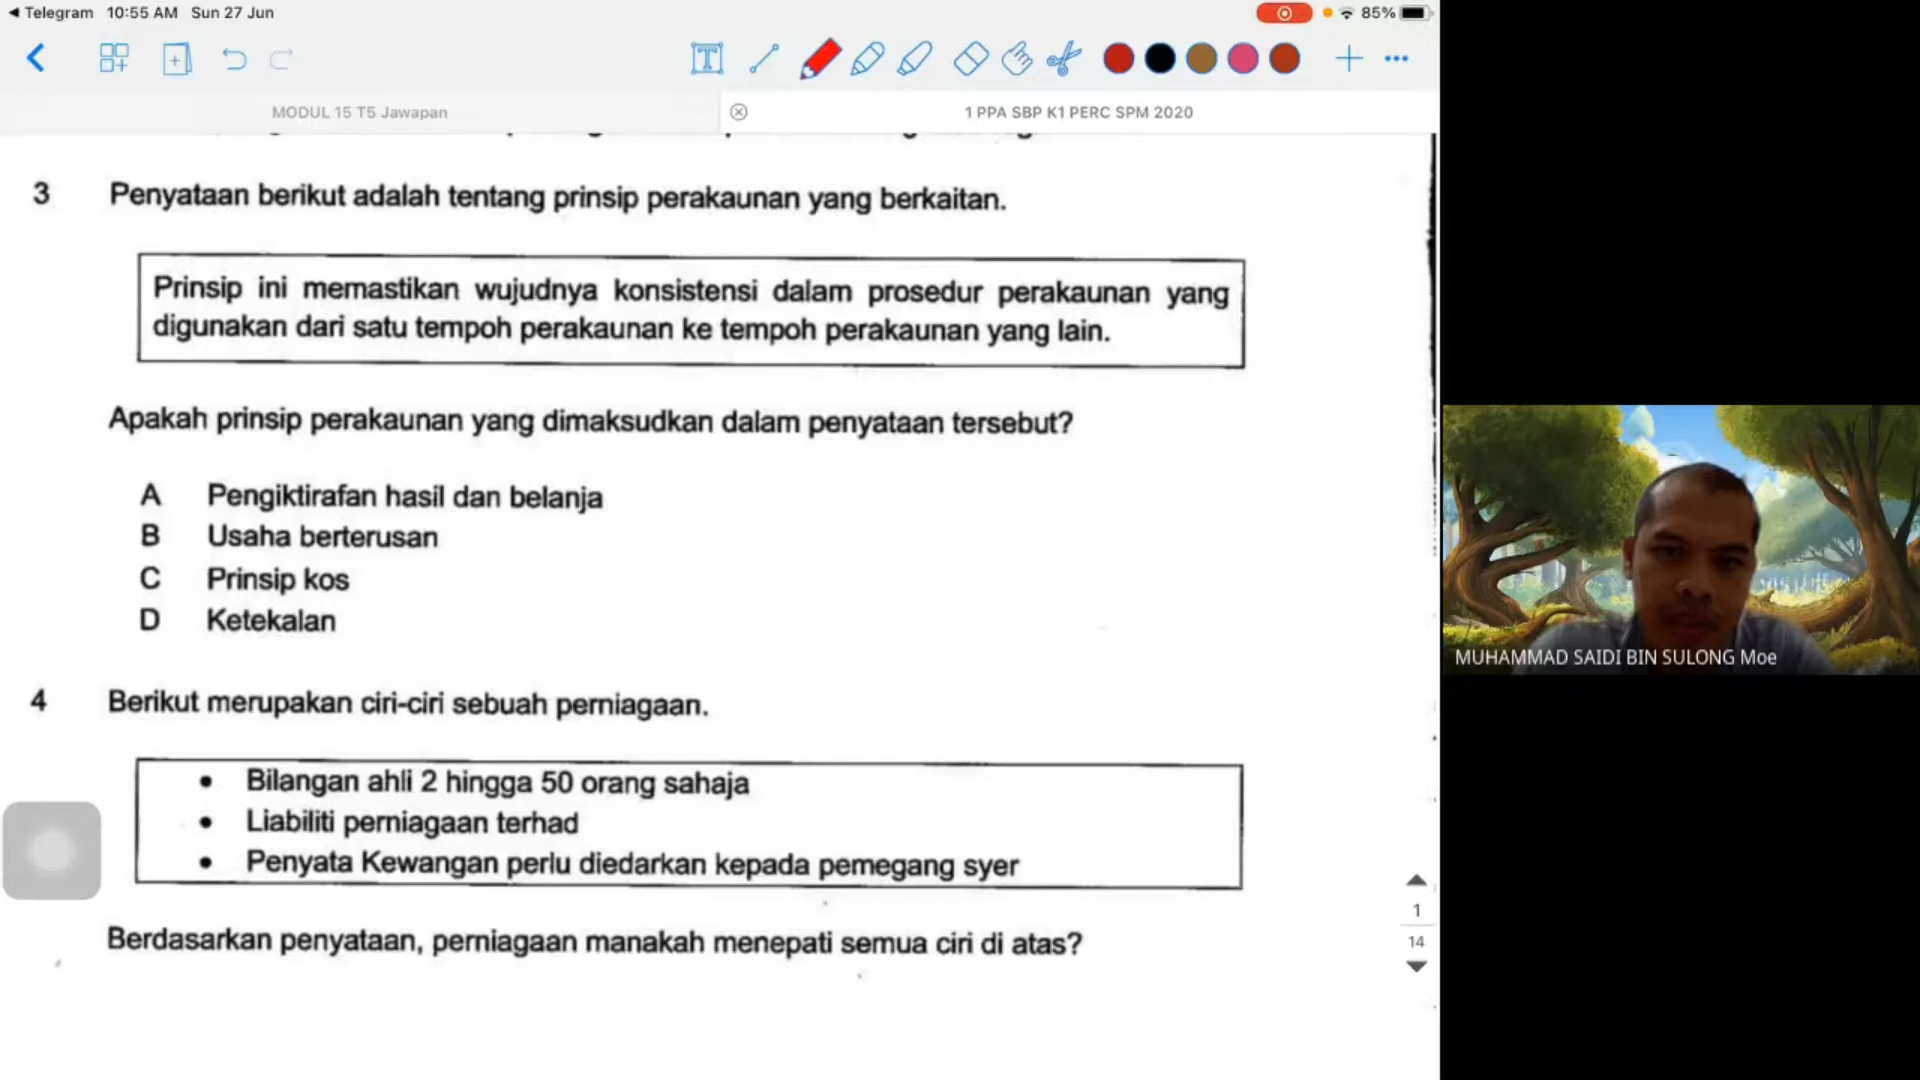 Telegram 10:55 AM Sun 27 Jun
85%
MODUL 15 T5 Jawapan
1 PPA SBP K1 PERC SPM 2020
3 Penyataan berikut adalah tentang prinsip perakaunan yang berkaitan.
Prinsip ini memastikan wujudnya konsistensi dalam prosedur perakaunan yang
digunakan dari satu tempoh perakaunan ke tempoh perakaunan yang lain.
Apakah prinsip perakaunan yang dimaksudkan dalam penyataan tersebut?
A Pengiktirafan hasil dan belanja
B Usaha berterusan
C Prinsip kos
D Ketekalan
4 Berikut merupakan ciri-ciri sebuah perniagaan.
• Bilangan ahli 2 hingga 50 orang sahaja
• Liabiliti perniagaan terhad
• Penyata Kewangan perlu diedarkan kepada pemegang syer
Berdasarkan penyataan, perniagaan manakah menepati semua ciri di atas?
1
14
MUHAMMAD SAIDI BIN SULONG Moe